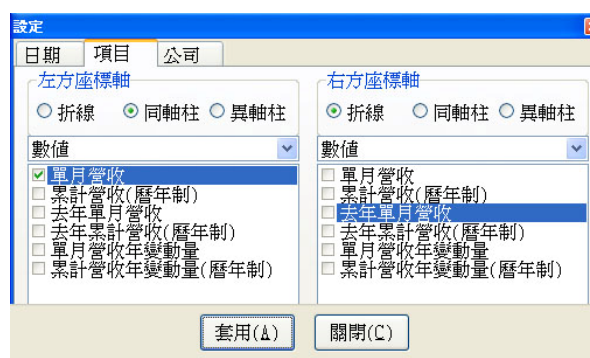 設定
日期 項目 公司
左方座標軸
折線 同軸柱 異軸柱
數值
單月營收
累計營收(曆年制)
去年單月營收
去年累計營收(曆年制)
單月營收年變動量
累計營收年變動量(曆年制)
右方座標軸
折線 同軸柱 異軸柱
數值
單月營收
累計營收(曆年制)
去年單月營收
去年累計營收(曆年制)
單月營收年變動量
累計營收年變動量(曆年制)
套用(A) 關閉(C)